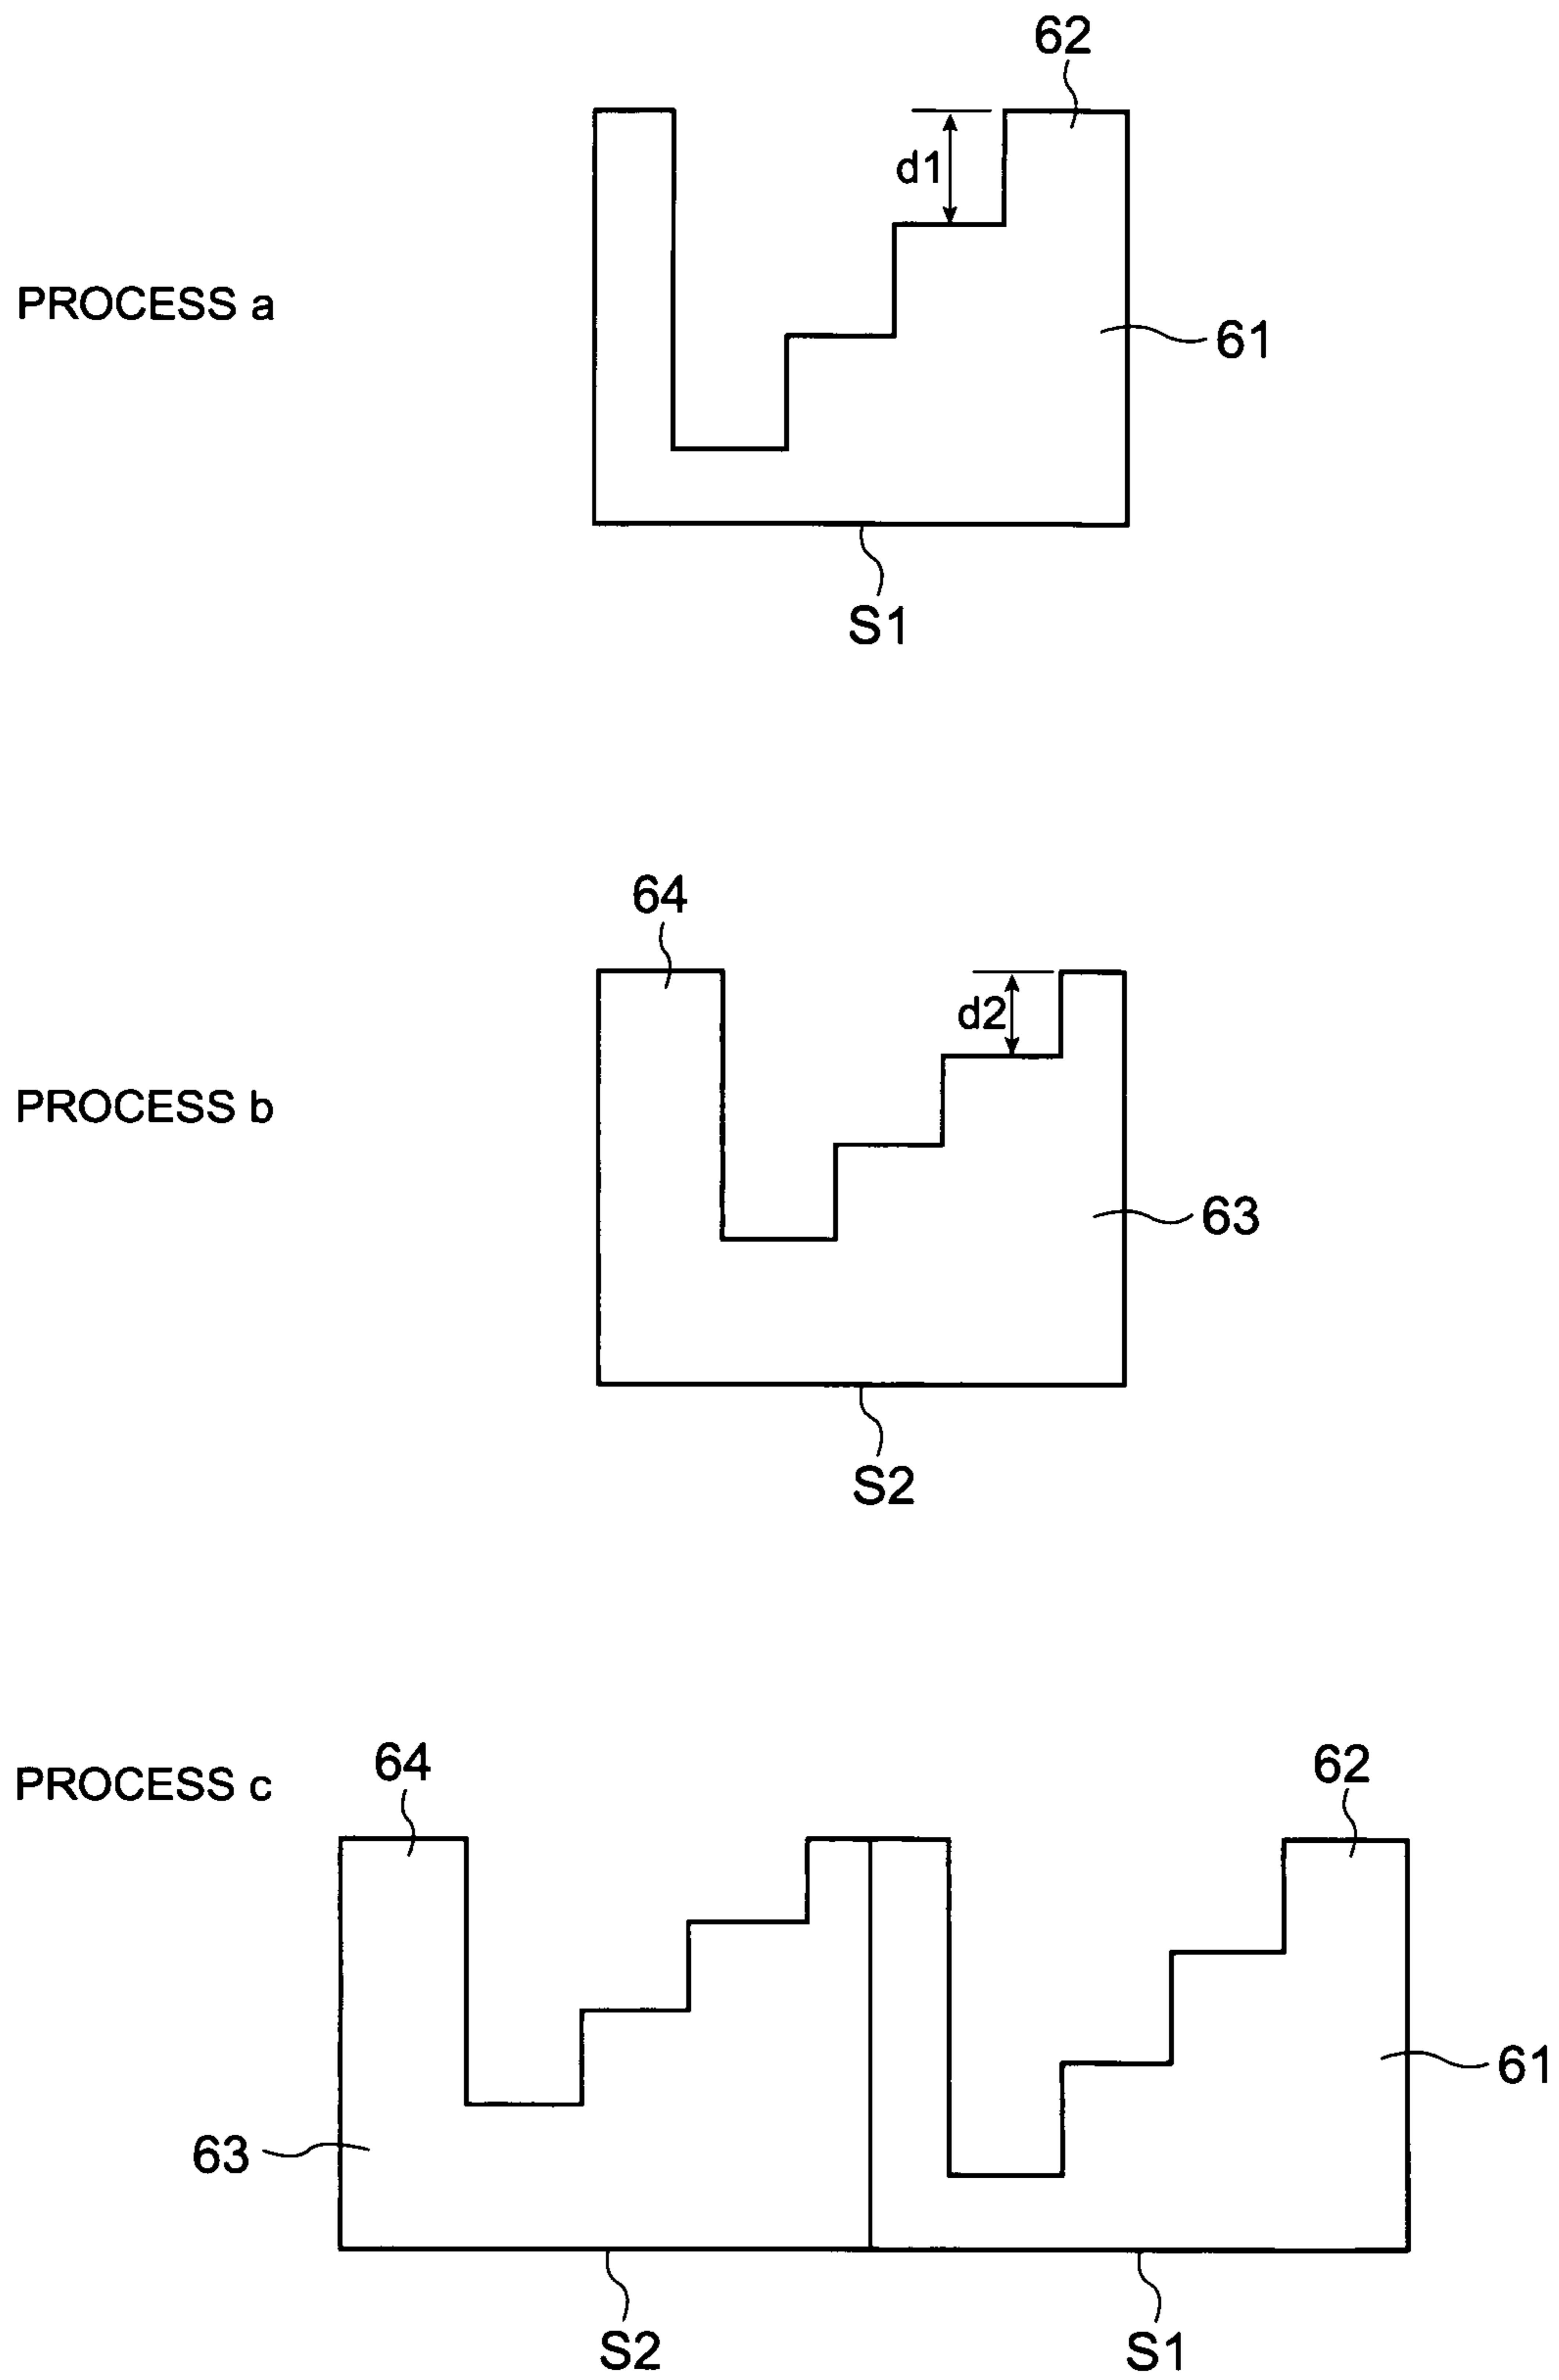 62
d1
PROCESS a
61
S1
64
d2
PROCESS b
63
S2
PROCESS c
64
62
61
63
S2
S1